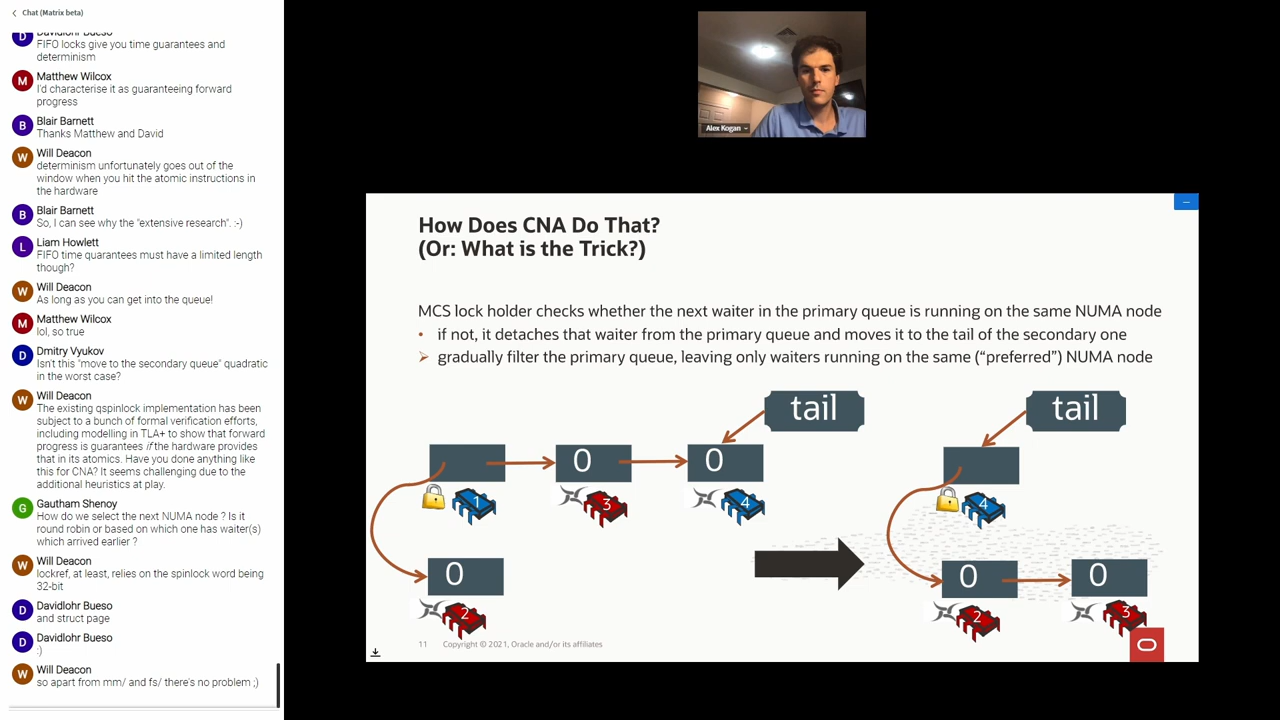 Chat (Matrix beta)
D
Davidlohr Bueso
FIFO locks give you time guarantees and
determinism
M
Matthew Wilcox
I'd characterise it as guaranteeing forward
progress
B
Blair Barnett
Thanks Matthew and David
W
Will Deacon
determinism unfortunately goes out of the
window when you hit the atomic instructions in
the hardware
B
Blair Barnett
So, I can see why the "extensive research". :-)
L
Liam Howlett
FIFO time quarantees must have a limited length
though?
W
Will Deacon
As long as you can get into the queue!
M
Matthew Wilcox
lol, so true
D
Dmitry Vyukov
Isn't this "move to the secondary queue" quadratic
in the worst case?
W
Will Deacon
The existing qspinlock implementation has been
subject to a bunch of formal verification efforts,
including modelling in TLA+ to show that forward
progress is guarantees if the hardware provides
that in its atomics. Have you done anything like
this for CNA? It seems challenging due to the
additional heuristics at play.
G
Gautham Shenoy
How do we select the next NUMA node ? Is it
round robin or based on which one has waiter(s)
which arrived earlier ?
W
Will Deacon
lockref, at least, relies on the spinlock word being
32-bit
D
Davidlohr Bueso
and struct page
D
Davidlohr Bueso
:)
W
Will Deacon
so apart from mm/ and fs/ there's no problem ;)
Alex Kogan
How Does CNA Do That?
(Or: What is the Trick?)
MCS lock holder checks whether the next waiter in the primary queue is running on the same NUMA node
• if not, it detaches that waiter from the primary queue and moves it to the tail of the secondary one
➢ gradually filter the primary queue, leaving only waiters running on the same ("preferred") NUMA node
tail
tail
0
0
1
3
4
4
0
0
0
2
2
3
11 Copyright © 2021, Oracle and/or its affiliates